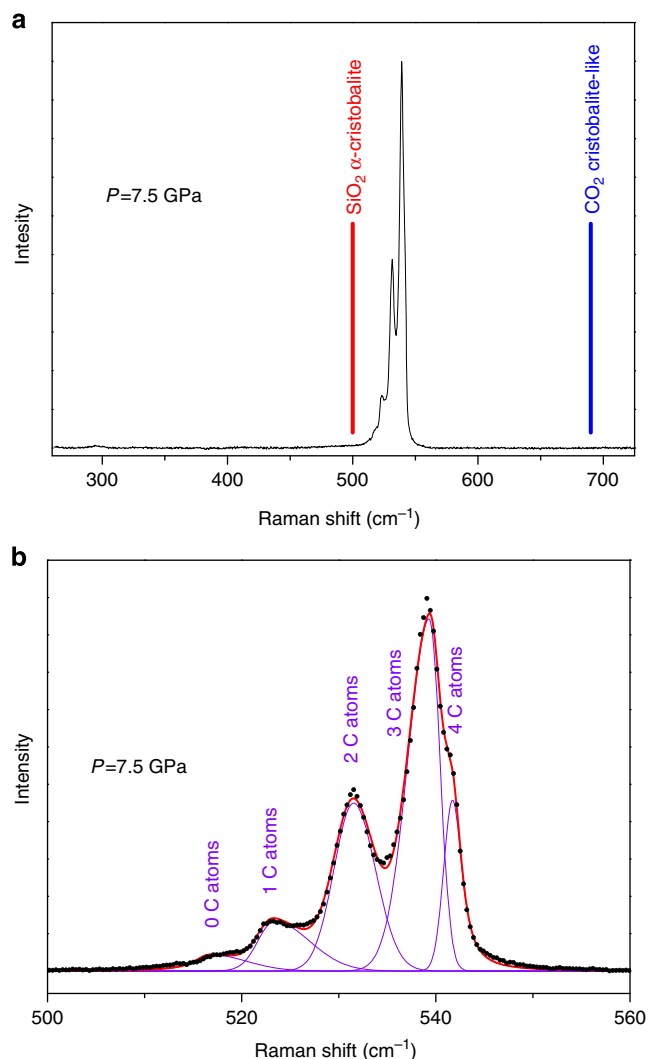 a
P=7.5 GPa
SiO₂ α-cristobalite
CO₂ cristobalite-like
Intesity
300 400 500 600 700
Raman shift (cm⁻¹)
b
P=7.5 GPa
0 C atoms
1 C atoms
2 C atoms
3 C atoms
4 C atoms
Intensity
500 520 540 560
Raman shift (cm⁻¹)